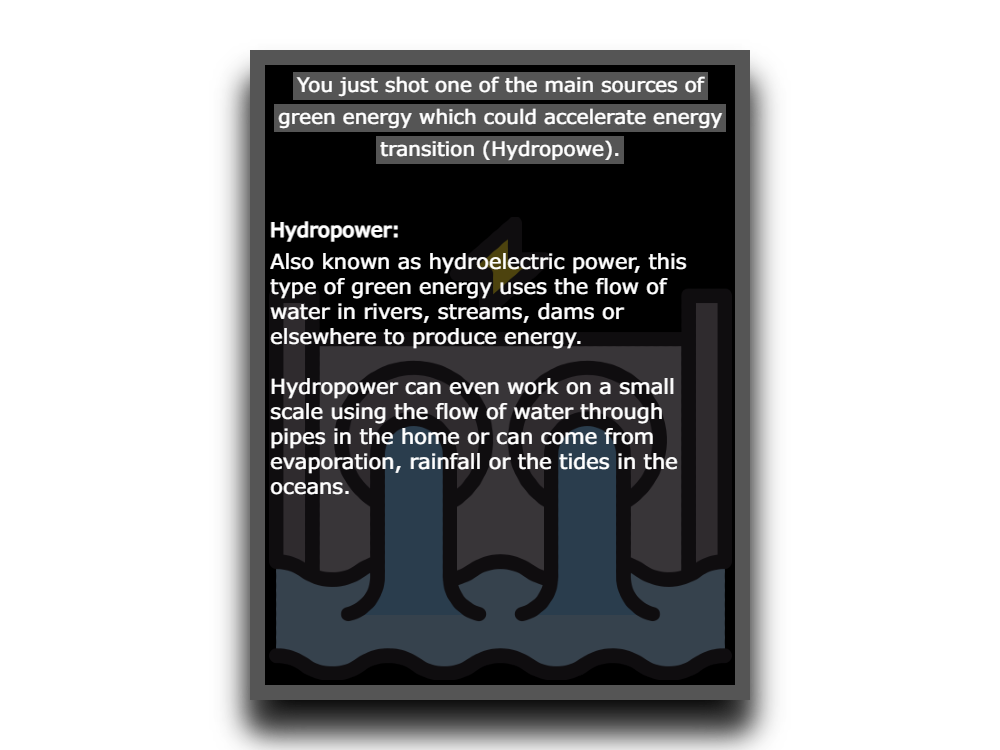 You just shot one of the main sources of
green energy which could accelerate energy
transition (Hydropowe).
Hydropower:
Also known as hydroelectric power, this
type of green energy uses the flow of
water in rivers, streams, dams or
elsewhere to produce energy.
Hydropower can even work on a small
scale using the flow of water through
pipes in the home or can come from
evaporation, rainfall or the tides in the
oceans.